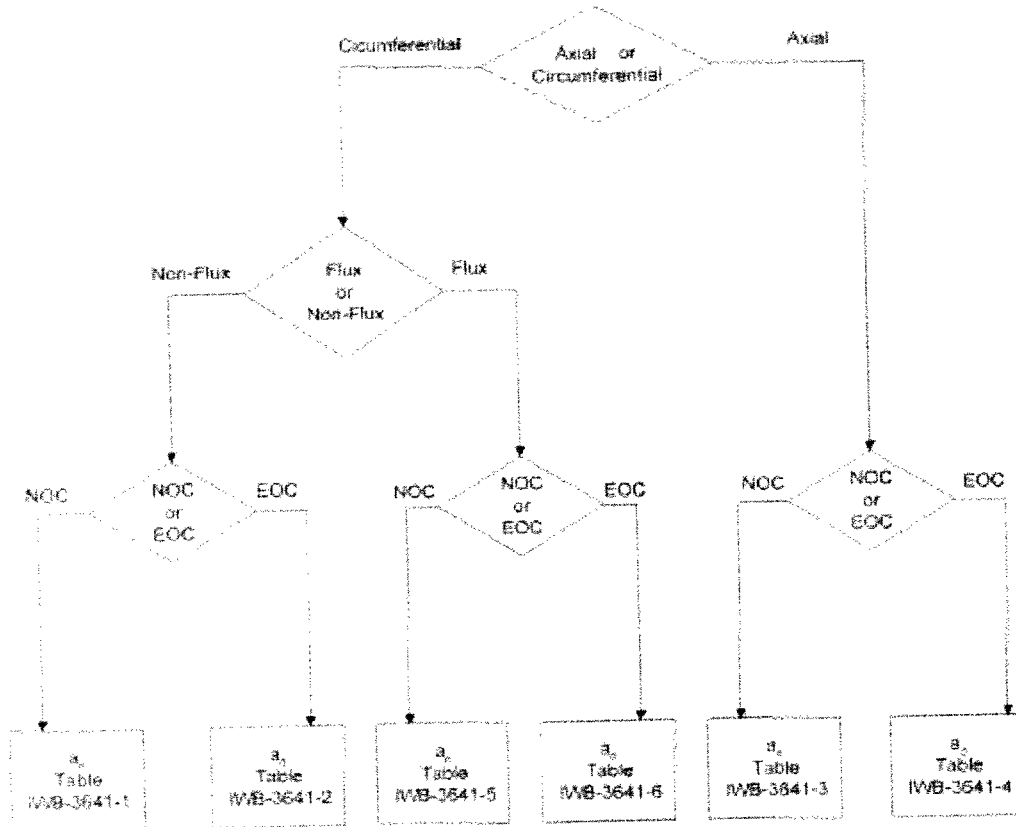 Cicumferential
Axial or
Circumferential
Axial
Non-Flux
Flux
or
Non-Flux
Flux
NOC
NOC
or
EOC
EOC
NOC
NOC
or
EOC
EOC
NOC
NOC
or
EOC
EOC
Table
IWB-3641-1
Table
IWB-3641-2
Table
IWB-3641-5
Table
IWB-3641-6
Table
IWB-3641-3
Table
IWB-3641-4